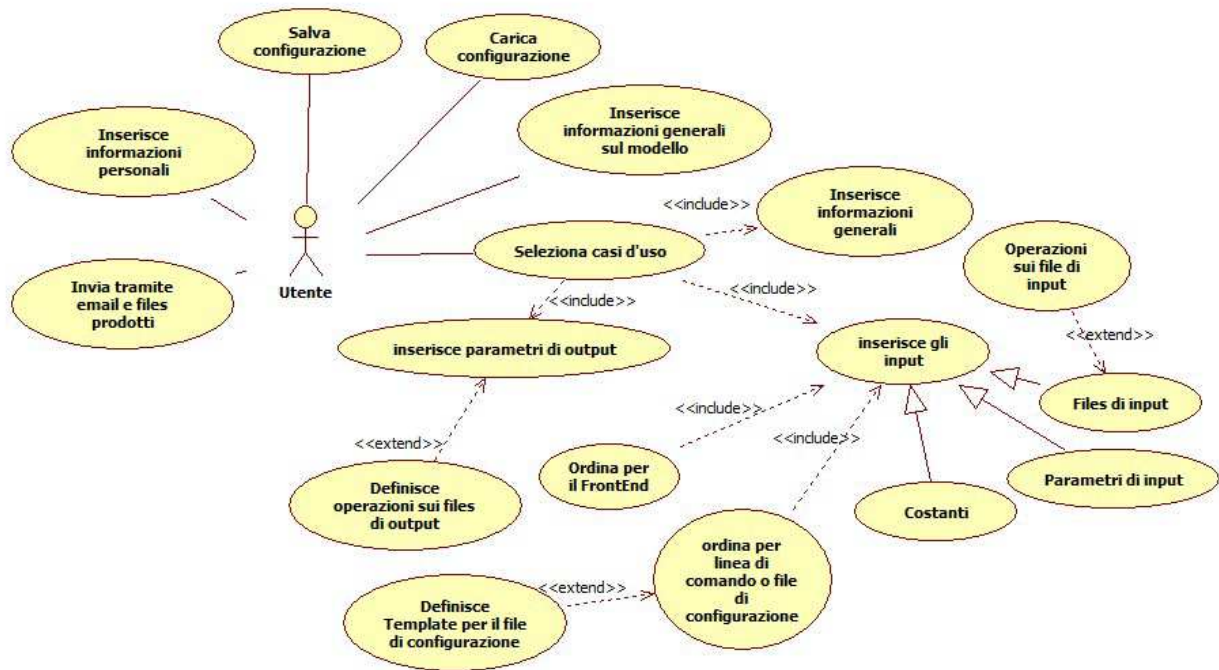 Salva
configurazione
Carica
configurazione
Inserisce
informazioni
personali
Inserisce
informazioni generali
sul modello
<<include>>
Inserisce
informazioni
generali
Seleziona casi d'uso
Operazioni
sui file di
input
Invia tramite
email e files
prodotti
Utente
<<include>>
<<include>>
<<extend>>
inserisce parametri di output
inserisce gli
input
Files di input
<<include>>
<<extend>>
<<include>>
Ordina per
il FrontEnd
Parametri di input
Definisce
operazioni sui files
di output
Costanti
ordina per
linea di
comando o file
di
configurazione
<<extend>>
Definisce
Template per il file
di configurazione